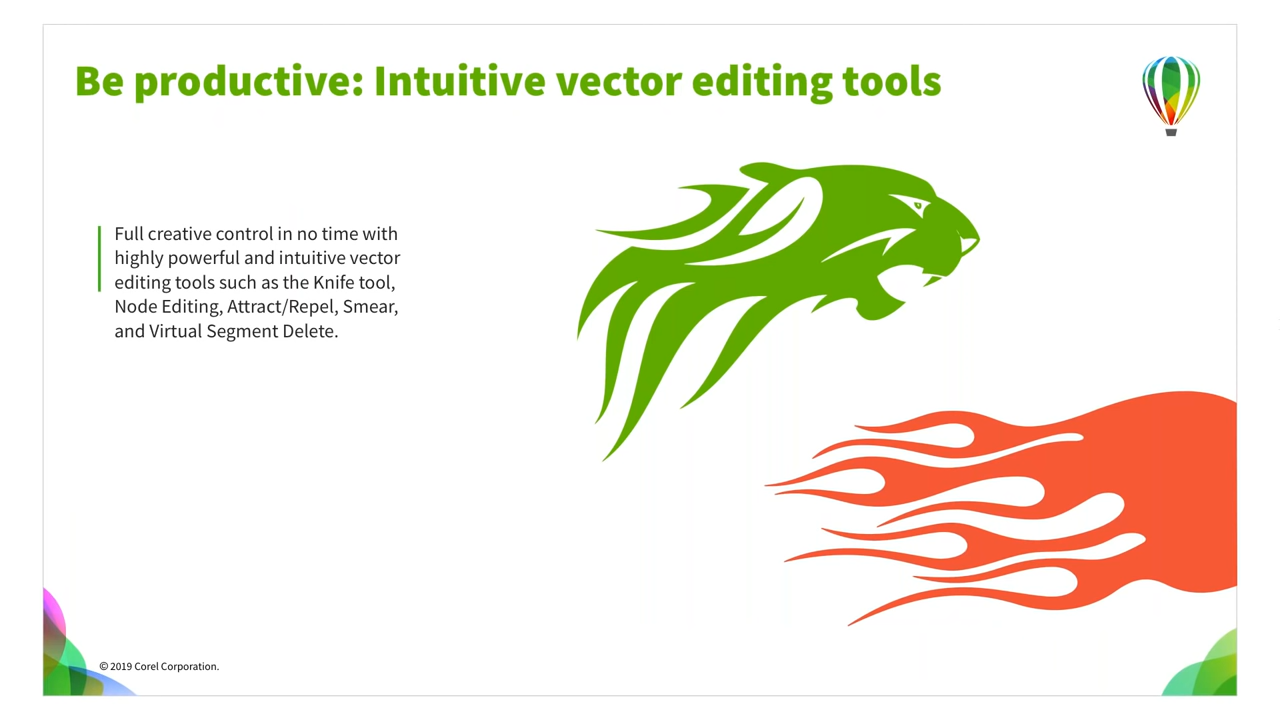 Be productive: Intuitive vector editing tools
Full creative control in no time with
highly powerful and intuitive vector
editing tools such as the Knife tool,
Node Editing, Attract/Repel, Smear,
and Virtual Segment Delete.
© 2019 Corel Corporation.